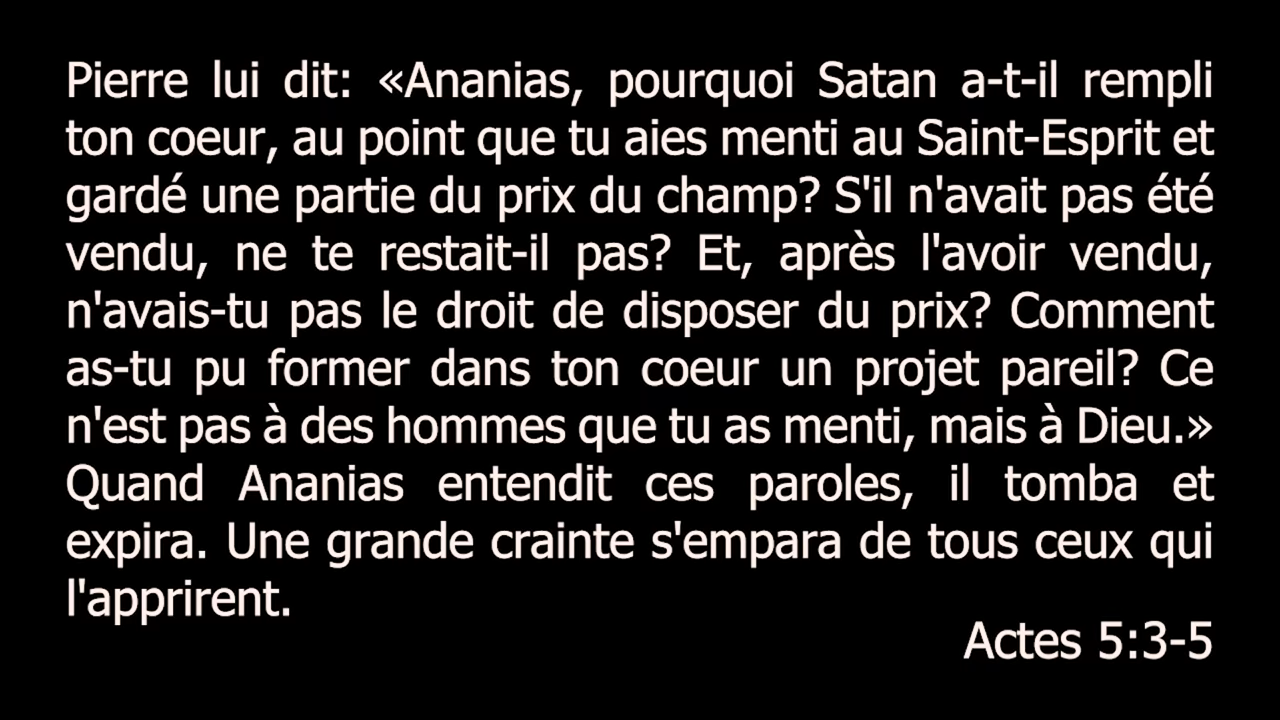 Pierre lui dit: «Ananias, pourquoi Satan a-t-il rempli
ton coeur, au point que tu aies menti au Saint-Esprit et
gardé une partie du prix du champ? S'il n'avait pas été
vendu, ne te restait-il pas? Et, après l'avoir vendu,
n'avais-tu pas le droit de disposer du prix? Comment
as-tu pu former dans ton coeur un projet pareil? Ce
n'est pas à des hommes que tu as menti, mais à Dieu.»
Quand Ananias entendit ces paroles, il tomba et
expira. Une grande crainte s'empara de tous ceux qui
l'apprirent.
Actes 5:3-5